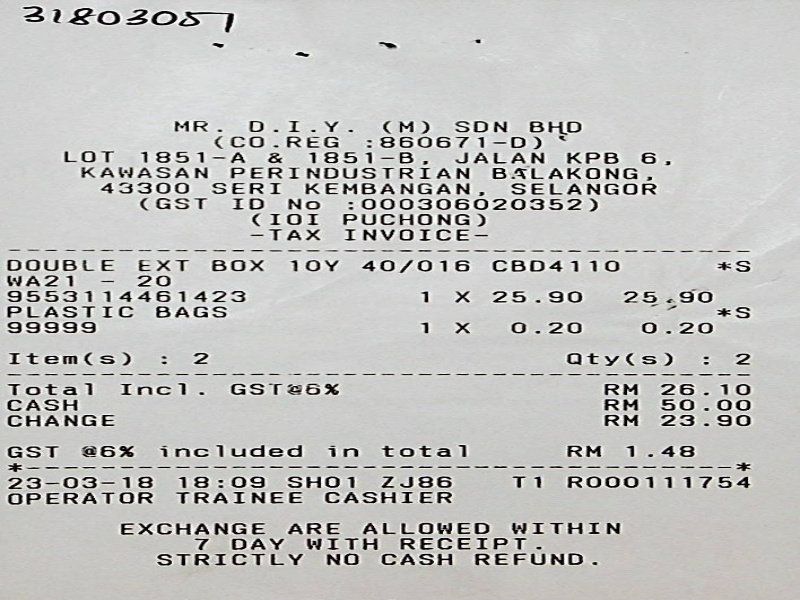 31803057
MR. D.I.Y. (M) SDN BHD
(CO.REG :860671-D)
LOT 1851-A & 1851-B, JALAN KPB 6,
KAWASAN PERINDUSTRIAN BALAKONG,
43300 SERI KEMBANGAN, SELANGOR
(GST ID No :000306020352)
(IOI PUCHONG)
-TAX INVOICE-
DOUBLE EXT BOX 10Y 40/016 CBD4110 *S
WA21 - 20
9553114461423 1 X 25.90 25.90
PLASTIC BAGS *S
99999 1 X 0.20 0.20
Item(s) : 2 Qty(s) : 2
Total Incl. GST@6% RM 26.10
CASH RM 50.00
CHANGE RM 23.90
GST @6% included in total RM 1.48
23-03-18 18:09 SH01 ZJ86 T1 R000111754
OPERATOR TRAINEE CASHIER
EXCHANGE ARE ALLOWED WITHIN
7 DAY WITH RECEIPT.
STRICTLY NO CASH REFUND.